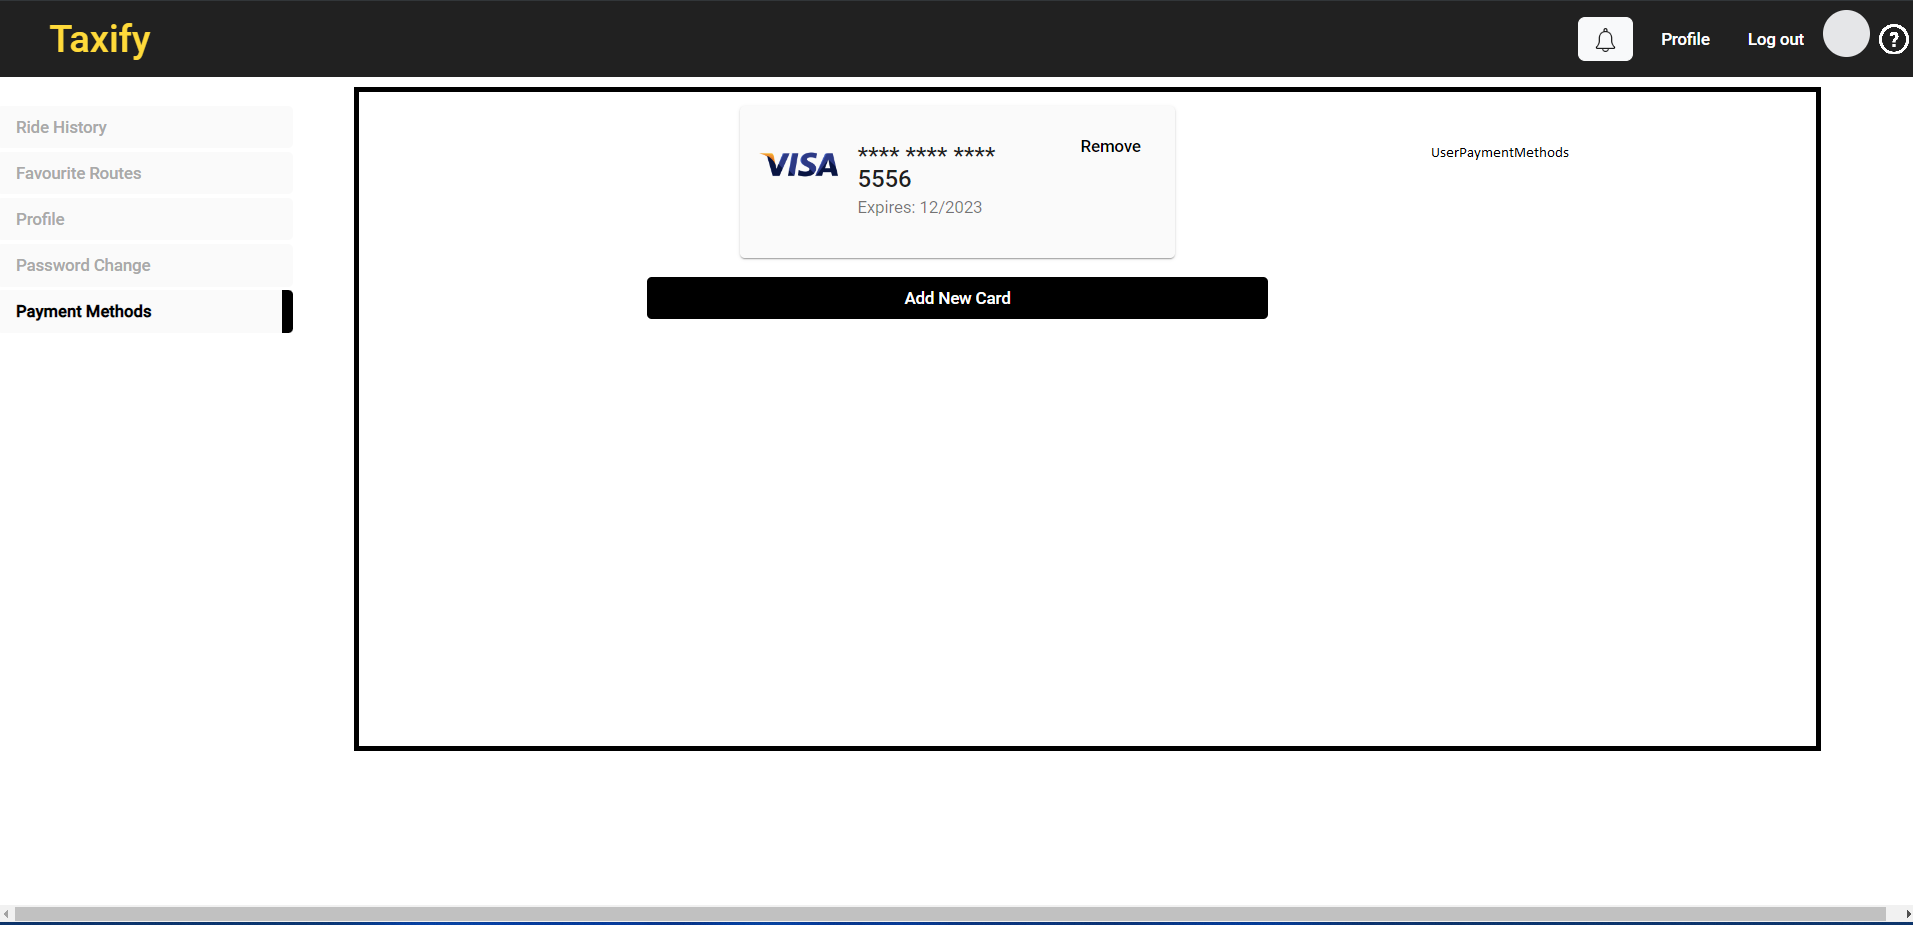 Taxify
Profile
Log out
?
Ride History
Favourite Routes
Profile
Password Change
Payment Methods
VISA
**** **** ****
5556
Expires: 12/2023
Remove
UserPaymentMethods
Add New Card